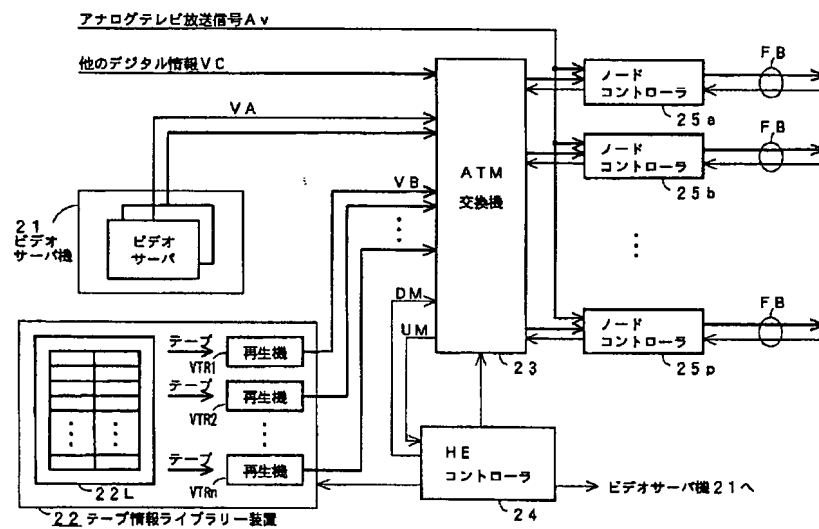 アナログテレビ放送信号Av
他のデジタル情報VC
VA
21
ビデオ
サーバ機
ビデオ
サーバ
VB
DM
UM
ATM
交換機
23
ノード
コントローラ
25a
FB
ノード
コントローラ
25b
FB
ノード
コントローラ
25p
FB
テープ
再生機
VTR1
テープ
再生機
VTR2
テープ
再生機
VTRn
22L
22 テープ情報ライブラリー装置
HE
コントローラ
24
ビデオサーバ機21へ